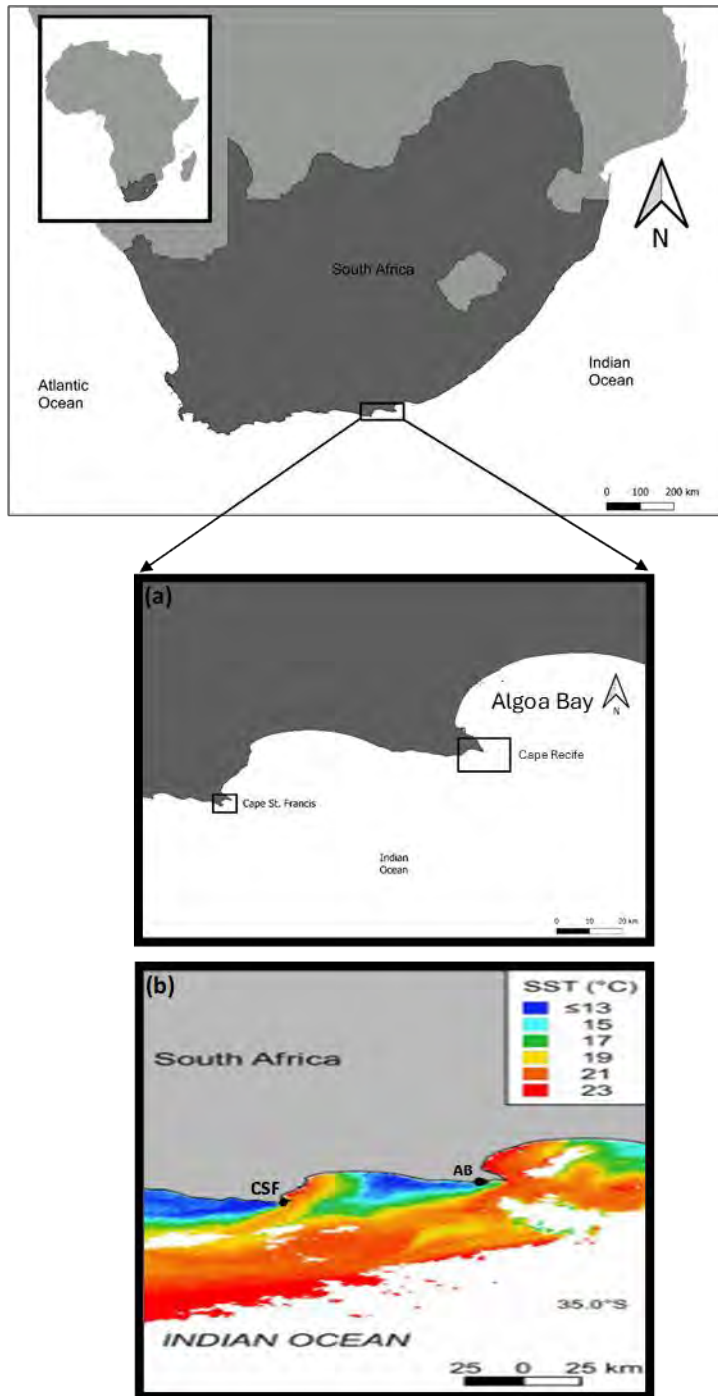 N
South Africa
Indian
Ocean
Atlantic
Ocean
0 100 200 km
(a)
Algoa Bay
N
Cape Recife
Cape St. Francis
Indian
Ocean
0 10 20 km
(b)
SST (°C)
≤13
15
17
19
21
23
South Africa
AB
CSF
35.0°S
INDIAN OCEAN
25 0 25 km